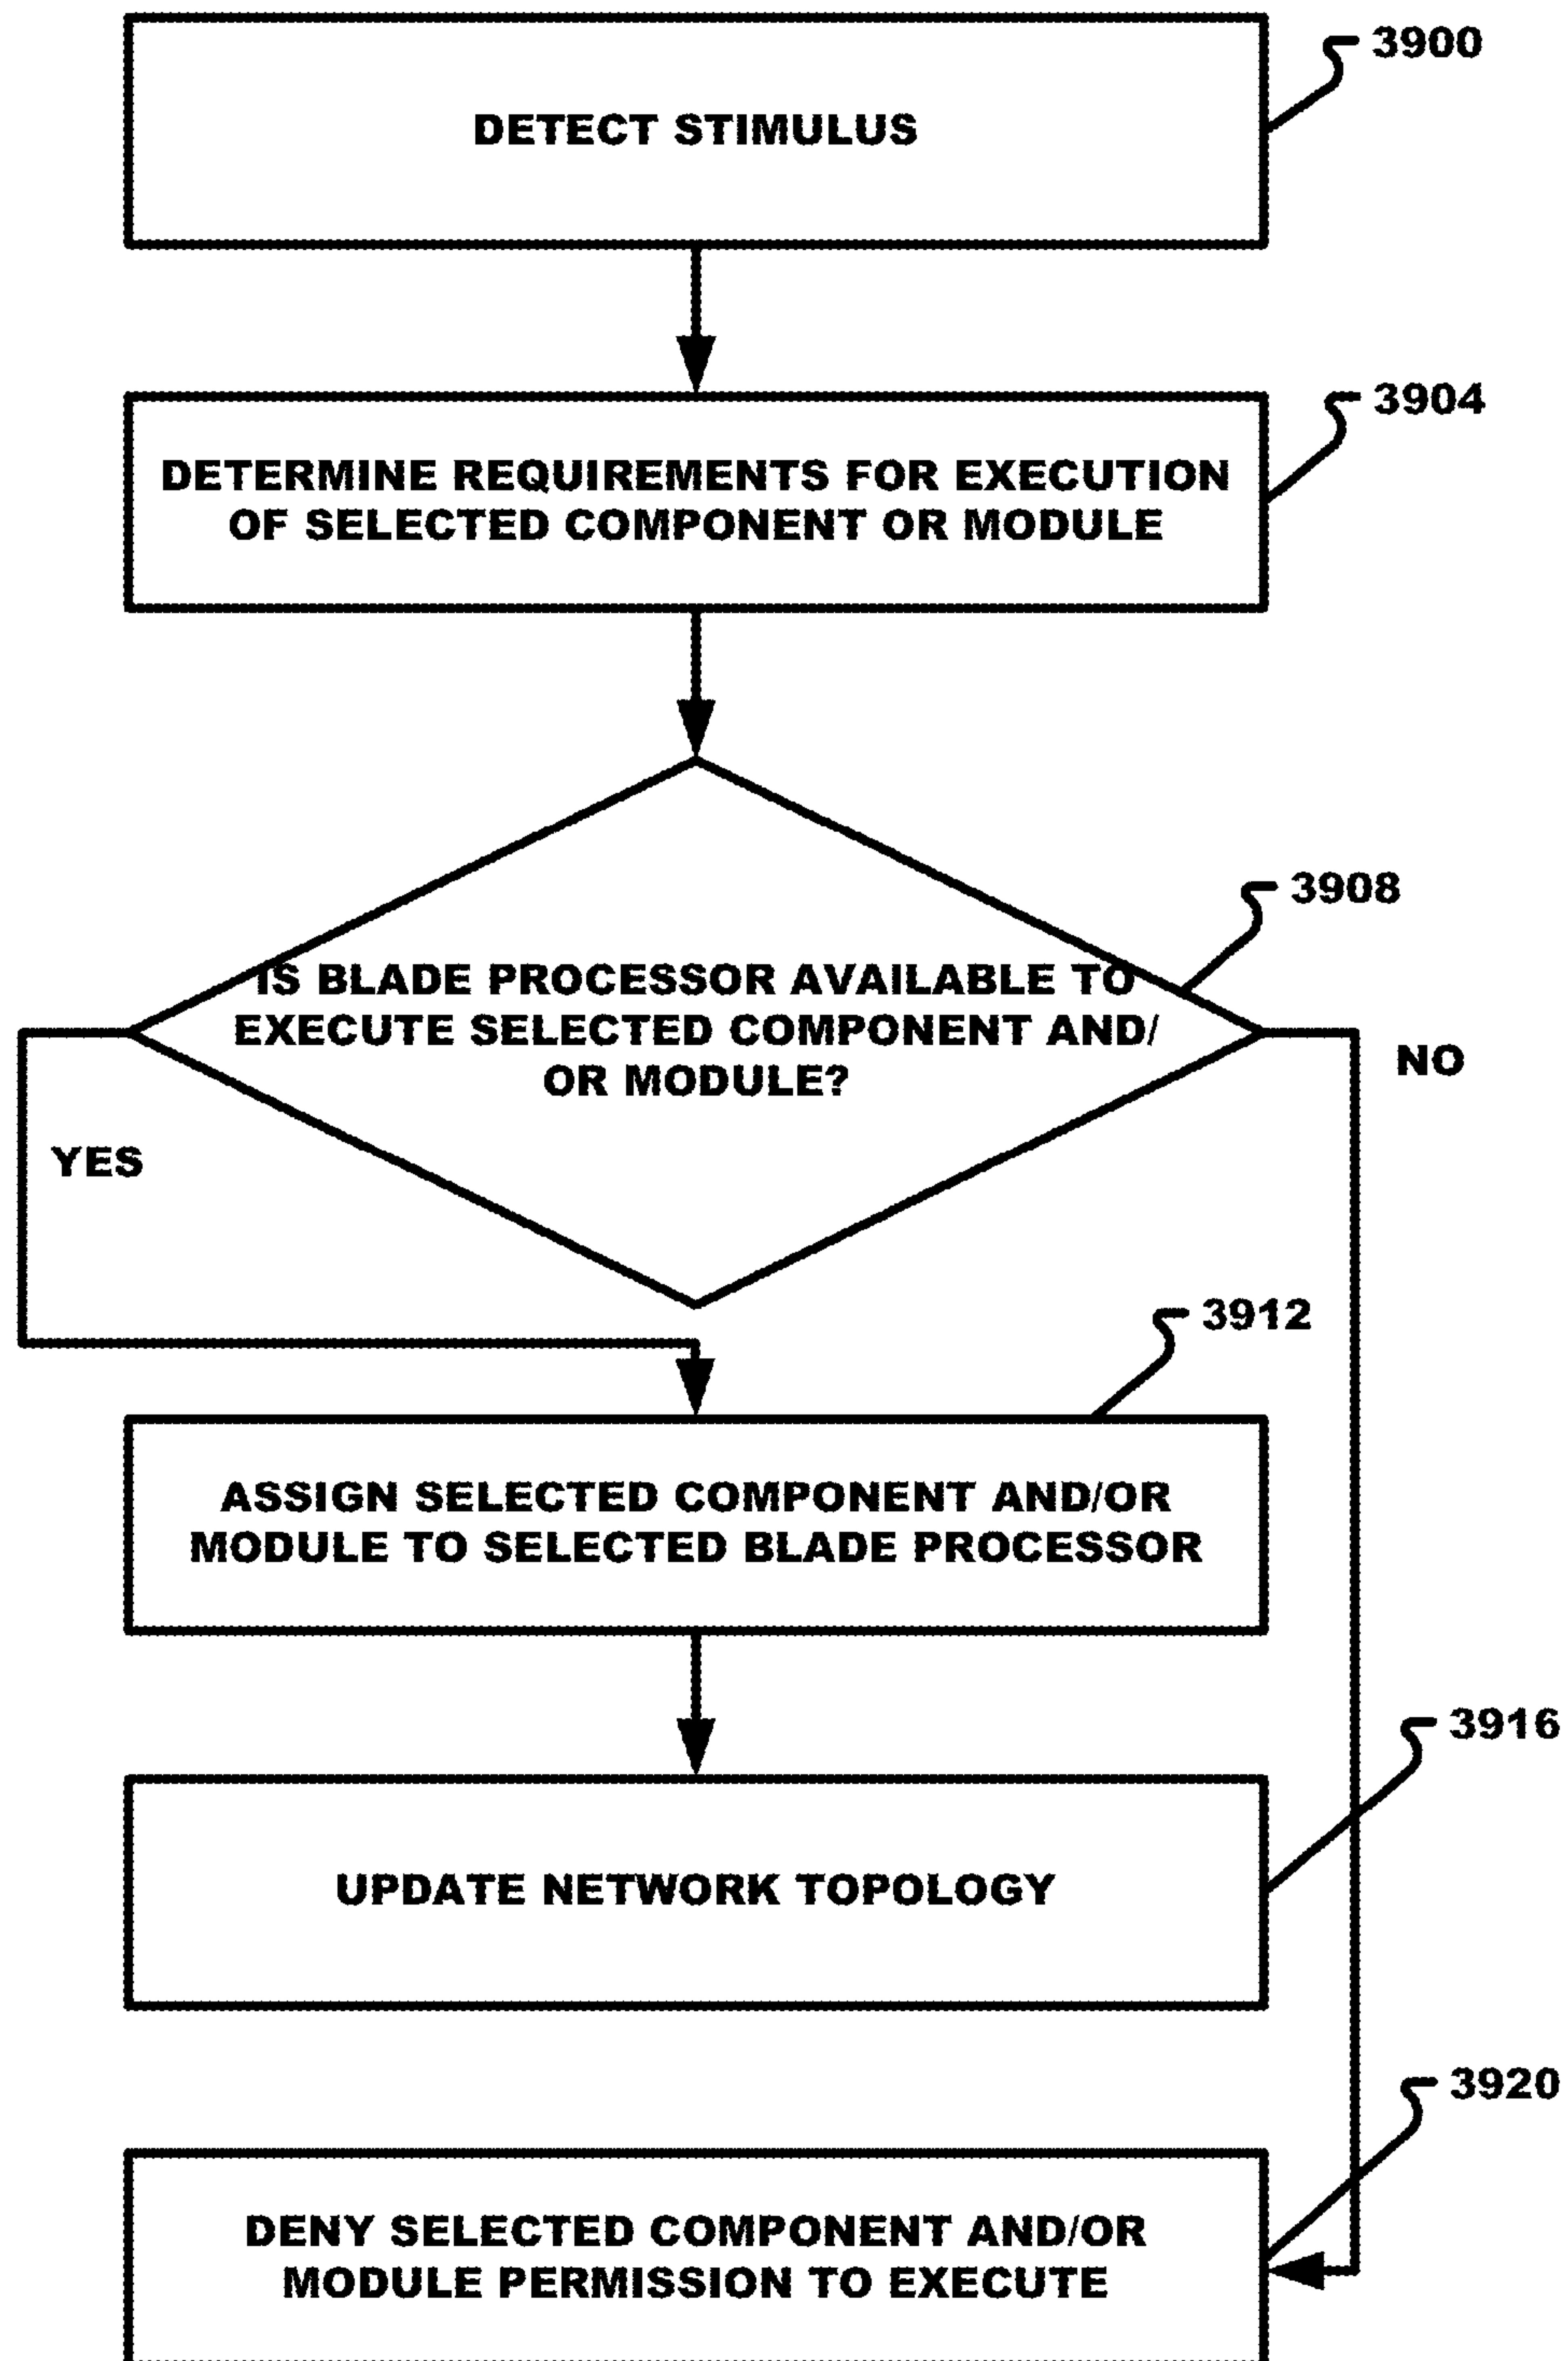 3900
DETECT STIMULUS
3904
DETERMINE REQUIREMENTS FOR EXECUTION
OF SELECTED COMPONENT OR MODULE
3908
IS BLADE PROCESSOR AVAILABLE TO
EXECUTE SELECTED COMPONENT AND/
OR MODULE?
NO
YES
3912
ASSIGN SELECTED COMPONENT AND/OR
MODULE TO SELECTED BLADE PROCESSOR
3916
UPDATE NETWORK TOPOLOGY
3920
DENY SELECTED COMPONENT AND/OR
MODULE PERMISSION TO EXECUTE